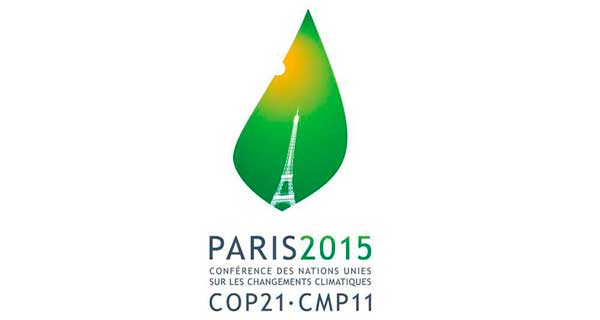 PARIS2015
CONFÉRENCE DES NATIONS UNIES
SUR LES CHANGEMENTS CLIMATIQUES
COP21·CMP11